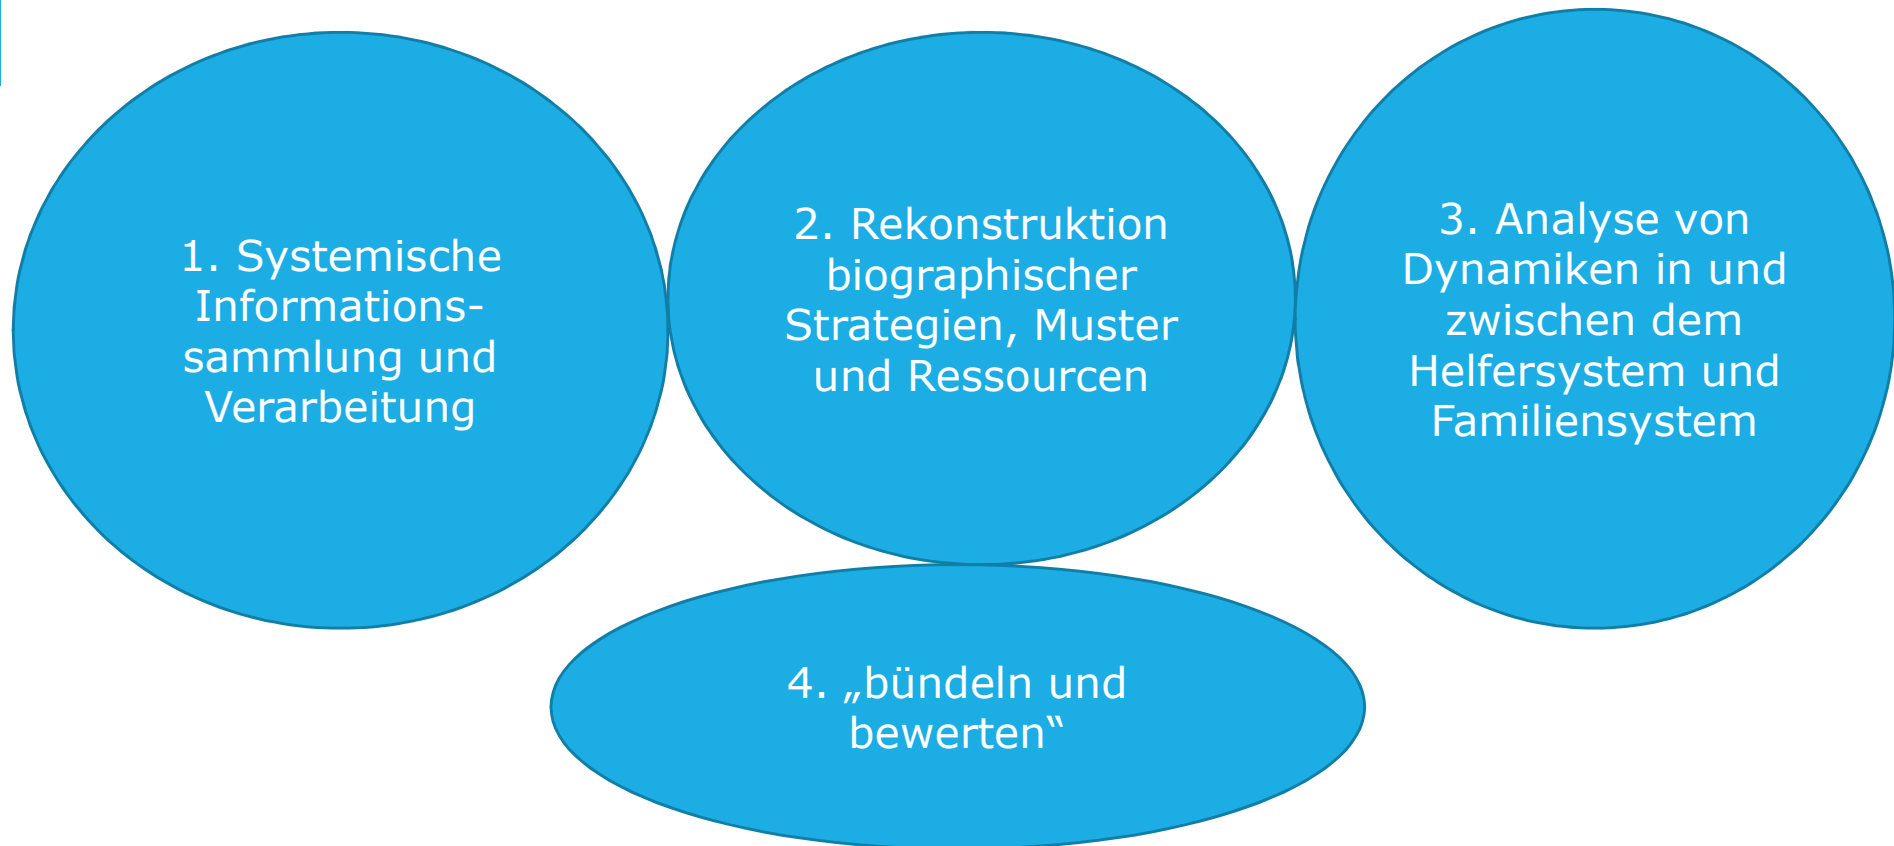 1. Systemische
Informations-
sammlung und
Verarbeitung
2. Rekonstruktion
biographischer
Strategien, Muster
und Ressourcen
3. Analyse von
Dynamiken in und
zwischen dem
Helfersystem und
Familiensystem
4. „bündeln und
bewerten“